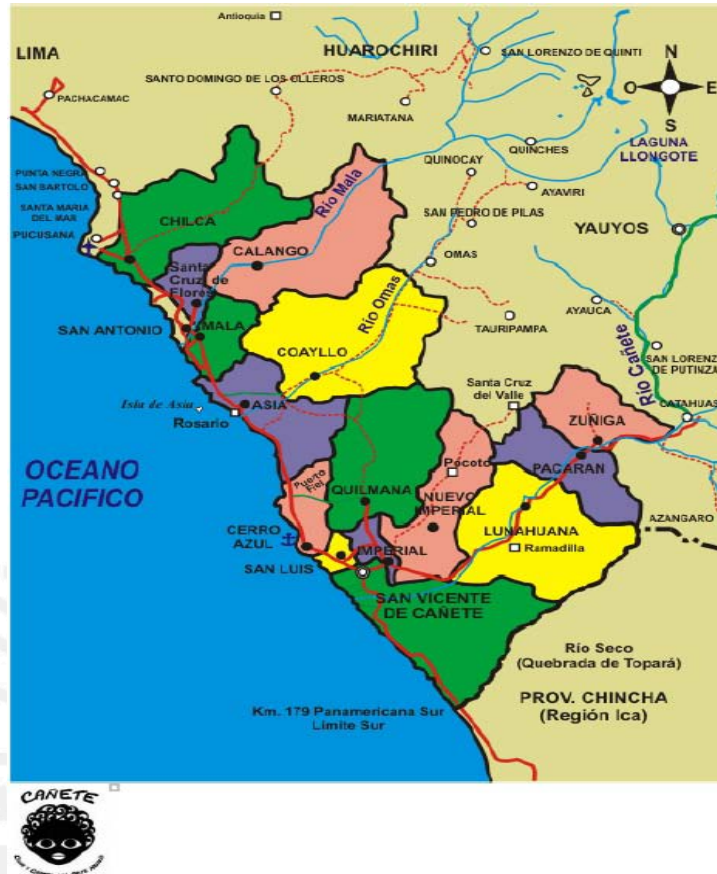 Antioquia
HUAROCHIRI
LIMA
SAN LORENZO DE QUINTI
N
O
E
S
SANTO DOMINGO DE LOS OLLEROS
PACHACAMAC
MARIATANA
LAGUNA
LLONGOTE
QUINOCAY
QUINCHES
PUNTA NEGRA
SAN BARTOLO
SANTA MARIA
DEL MAR
PUCUSANA
Río Mala
AYAVIRI
CHILCA
SAN PEDRO DE PILAS
YAUYOS
CALANGO
Santa
Cruz de
Flores
OMAS
Río Omas
AYAUCA
SAN ANTONIO
MALA
TAURIPAMPA
COAYLLO
SAN LORENZ
DE PUTINZA
Río Cañete
Santa Cruz
del Valle
Isla de Asia
ASIA
Rosario
CATAHUAS
ZUÑIGA
OCEANO
PACIFICO
PACARAN
Pocoto
Puerto
Fiel
QUILMANA
NUEVO
IMPERIAL
LUNAHUANA
AZANGARO
CERRO
AZUL
IMPERIAL
Ramadilla
SAN LUIS
SAN VICENTE
DE CAÑETE
Río Seco
(Quebrada de Topará)
PROV. CHINCHA
(Región Ica)
Km. 179 Panamericana Sur
Límite Sur
CAÑETE